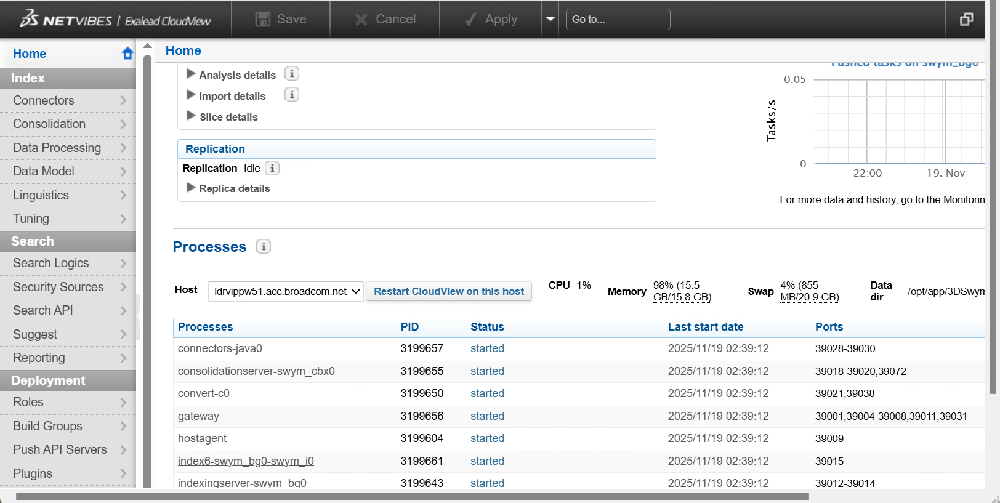 NETVIBES | Exalead CloudView
Save
Cancel
Apply
Go to...
Home
Index
Connectors
Consolidation
Data Processing
Data Model
Linguistics
Tuning
Search
Search Logics
Security Sources
Search API
Suggest
Reporting
Deployment
Roles
Build Groups
Push API Servers
Plugins
Home
Analysis details
Import details
Slice details
Replication
Replication Idle
Replica details
Pushed tasks on swym_bg0
Tasks/s
0.05
0
22:00 19. Nov
For more data and history, go to the Monitorin
Processes
Host ldrvippw51.acc.broadcom.net Restart CloudView on this host
CPU 1%
Memory 98% (15.5
GB/15.8 GB)
Swap 4% (855
MB/20.9 GB)
Data
dir /opt/app/3DSwym
Processes PID Status Last start date Ports
connectors-java0 3199657 started 2025/11/19 02:39:12 39028-39030
consolidationserver-swym_cbx0 3199655 started 2025/11/19 02:39:12 39018-39020,39072
convert-c0 3199650 started 2025/11/19 02:39:12 39021,39038
gateway 3199656 started 2025/11/19 02:39:12 39001,39004-39008,39011,39031
hostagent 3199604 started 2025/11/19 02:39:12 39009
index6-swym_bg0-swym_i0 3199661 started 2025/11/19 02:39:12 39015
indexingserver-swym_bg0 3199643 started 2025/11/19 02:39:12 39012-39014